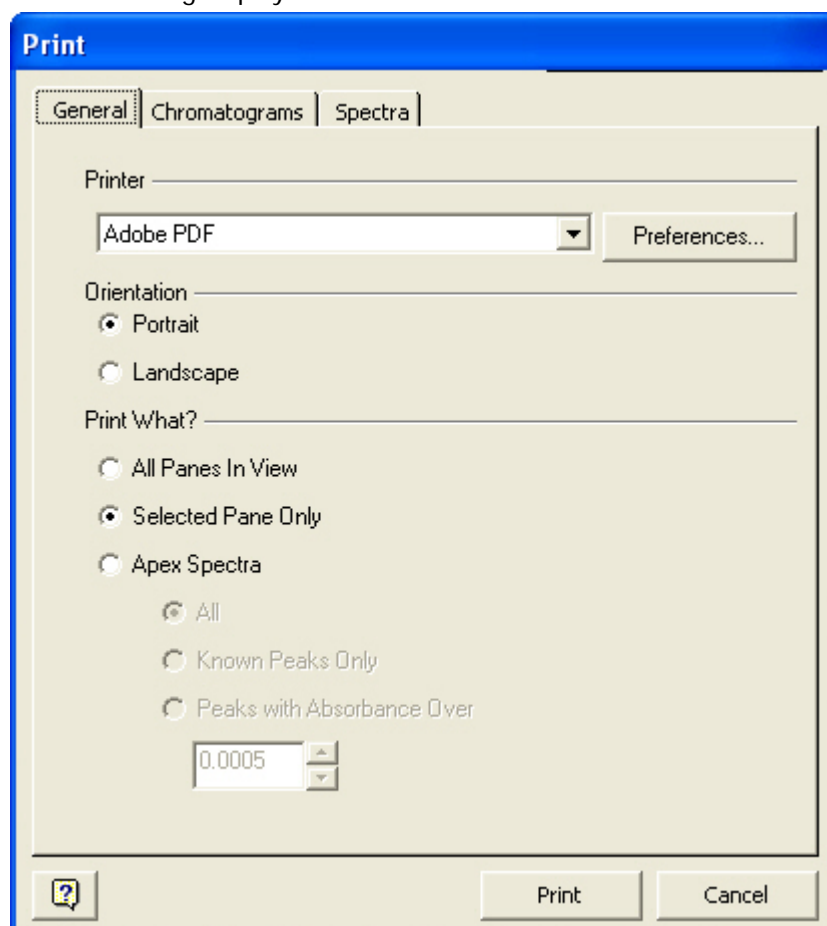 Print
General Chromatograms Spectra
Printer
Adobe PDF Preferences...
Orientation
Portrait
Landscape
Print What?
All Panes In View
Selected Pane Only
Apex Spectra
All
Known Peaks Only
Peaks with Absorbance Over
0.0005
Print Cancel